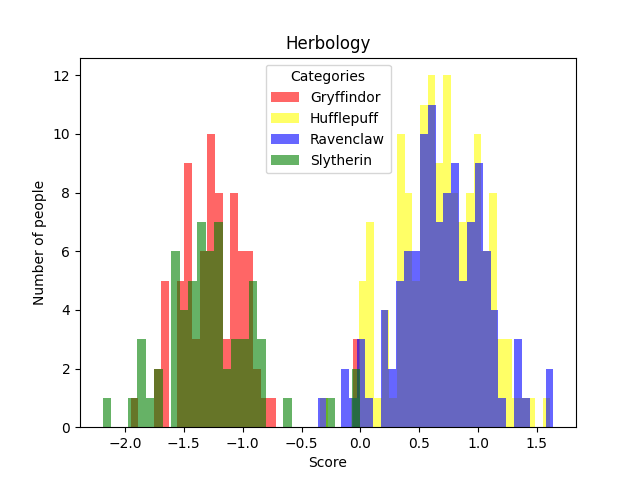 Herbology
Categories
Gryffindor
Hufflepuff
Ravenclaw
Slytherin
Number of people
12
10
8
6
4
2
0
−2.0 −1.5 −1.0 −0.5 0.0 0.5 1.0 1.5
Score